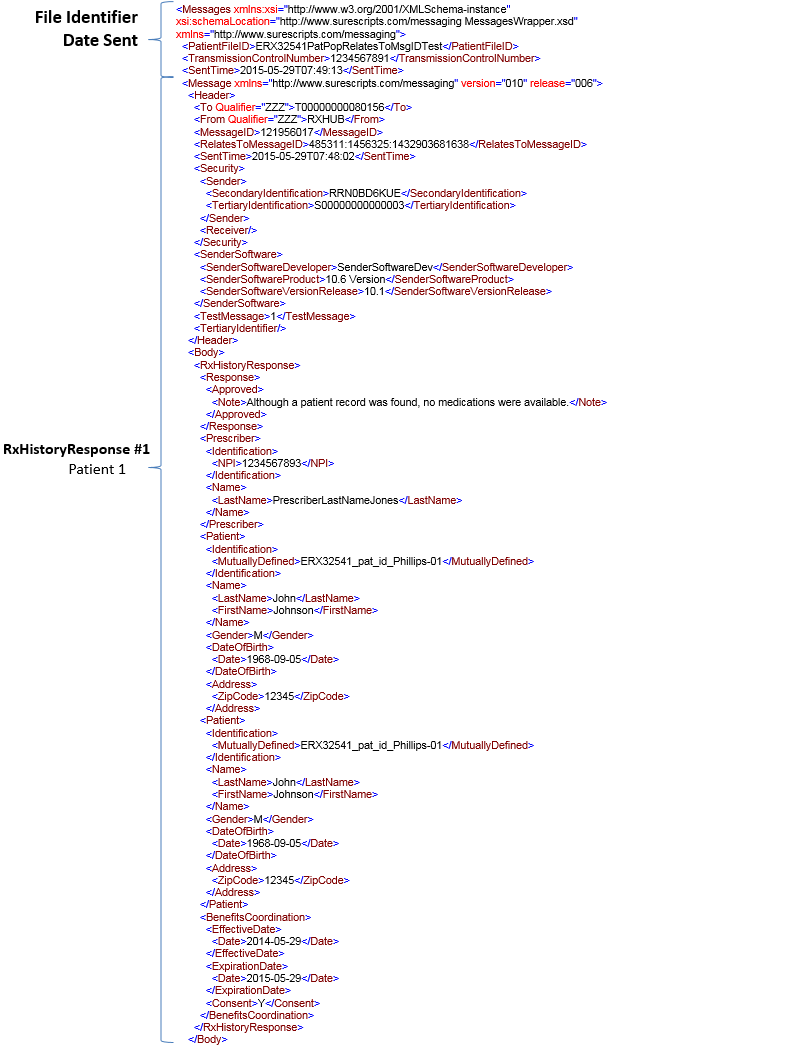 File Identifier
Date Sent
<Messages xmlns:xsi="http://www.w3.org/2001/XMLSchema-instance"
xsi:schemaLocation="http://www.surescripts.com/messaging MessagesWrapper.xsd"
xmlns="http://www.surescripts.com/messaging">
<PatientFileID>ERX32541PatPopRelatesToMsgIDTest</PatientFileID>
<TransmissionControlNumber>1234567891</TransmissionControlNumber>
<SentTime>2015-05-29T07:49:13</SentTime>
<Message xmlns="http://www.surescripts.com/messaging" version="010" release="006">
<Header>
<To Qualifier="ZZZ">T00000000080156</To>
<From Qualifier="ZZZ">RXHUB</From>
<MessageID>121956017</MessageID>
<RelatesToMessageID>485311:1456325:1432903681638</RelatesToMessageID>
<SentTime>2015-05-29T07:48:02</SentTime>
<Security>
<Sender>
<SecondaryIdentification>RRN0BD6KUE</SecondaryIdentification>
<TertiaryIdentification>S00000000000003</TertiaryIdentification>
</Sender>
<Receiver/>
</Security>
<SenderSoftware>
<SenderSoftwareDeveloper>SenderSoftwareDev</SenderSoftwareDeveloper>
<SenderSoftwareProduct>10.6 Version</SenderSoftwareProduct>
<SenderSoftwareVersionRelease>10.1</SenderSoftwareVersionRelease>
</SenderSoftware>
<TestMessage>1</TestMessage>
<TertiaryIdentifier/>
</Header>
<Body>
<RxHistoryResponse>
<Response>
<Approved>
<Note>Although a patient record was found, no medications were available.</Note>
</Approved>
</Response>
<Prescriber>
RxHistoryResponse #1
Patient 1
<Identification>
<NPI>1234567893</NPI>
</Identification>
<Name>
<LastName>PrescriberLastNameJones</LastName>
</Name>
</Prescriber>
<Patient>
<Identification>
<MutuallyDefined>ERX32541_pat_id_Phillips-01</MutuallyDefined>
</Identification>
<Name>
<LastName>John</LastName>
<FirstName>Johnson</FirstName>
</Name>
<Gender>M</Gender>
<DateOfBirth>
<Date>1968-09-05</Date>
</DateOfBirth>
<Address>
<ZipCode>12345</ZipCode>
</Address>
<Patient>
<Identification>
<MutuallyDefined>ERX32541_pat_id_Phillips-01</MutuallyDefined>
</Identification>
<Name>
<LastName>John</LastName>
<FirstName>Johnson</FirstName>
</Name>
<Gender>M</Gender>
<DateOfBirth>
<Date>1968-09-05</Date>
</DateOfBirth>
<Address>
<ZipCode>12345</ZipCode>
</Address>
</Patient>
<BenefitsCoordination>
<EffectiveDate>
<Date>2014-05-29</Date>
</EffectiveDate>
<ExpirationDate>
<Date>2015-05-29</Date>
</ExpirationDate>
<Consent>Y</Consent>
</BenefitsCoordination>
</RxHistoryResponse>
</Body>